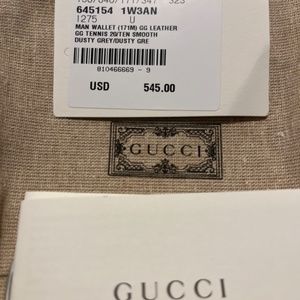 645154 1W3AN
1275 U
MAN WALLET (171M) GG LEATHER
GG TENNIS 20/TEN SMOOTH
DUSTY GREY/DUSTY GRE
810466669 - 9
USD 545.00
GUCCI
GUCCI